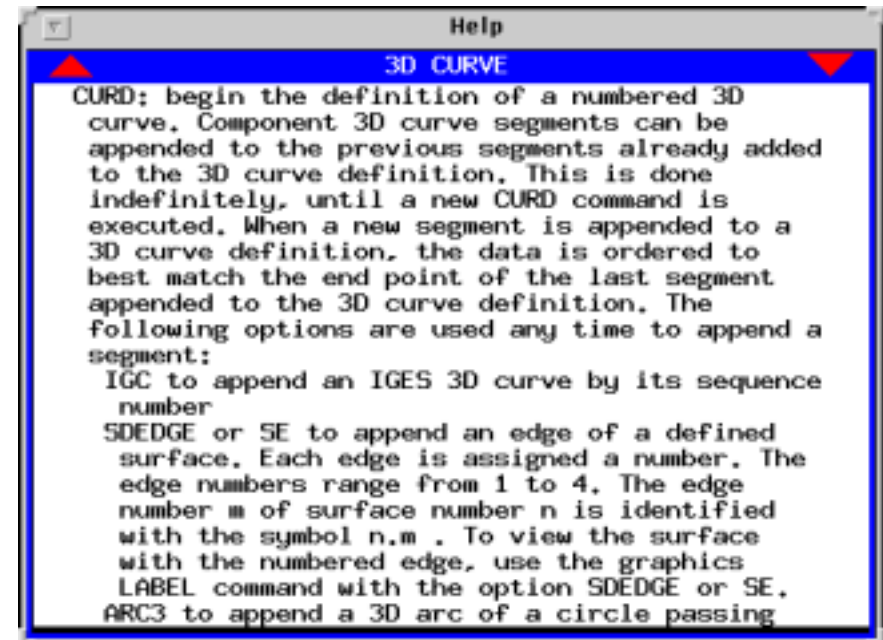 Help
3D CURVE
CURD: begin the definition of a numbered 3D
curve. Component 3D curve segments can be
appended to the previous segments already added
to the 3D curve definition. This is done
indefinitely, until a new CURD command is
executed. When a new segment is appended to a
3D curve definition, the data is ordered to
best match the end point of the last segment
appended to the 3D curve definition. The
following options are used any time to append a
segment:
IGC to append an IGES 3D curve by its sequence
number
SDEDGE or SE to append an edge of a defined
surface. Each edge is assigned a number. The
edge numbers range from 1 to 4. The edge
number m of surface number n is identified
with the symbol n.m . To view the surface
with the numbered edge, use the graphics
LABEL command with the option SDEDGE or SE.
ARC3 to append a 3D arc of a circle passing